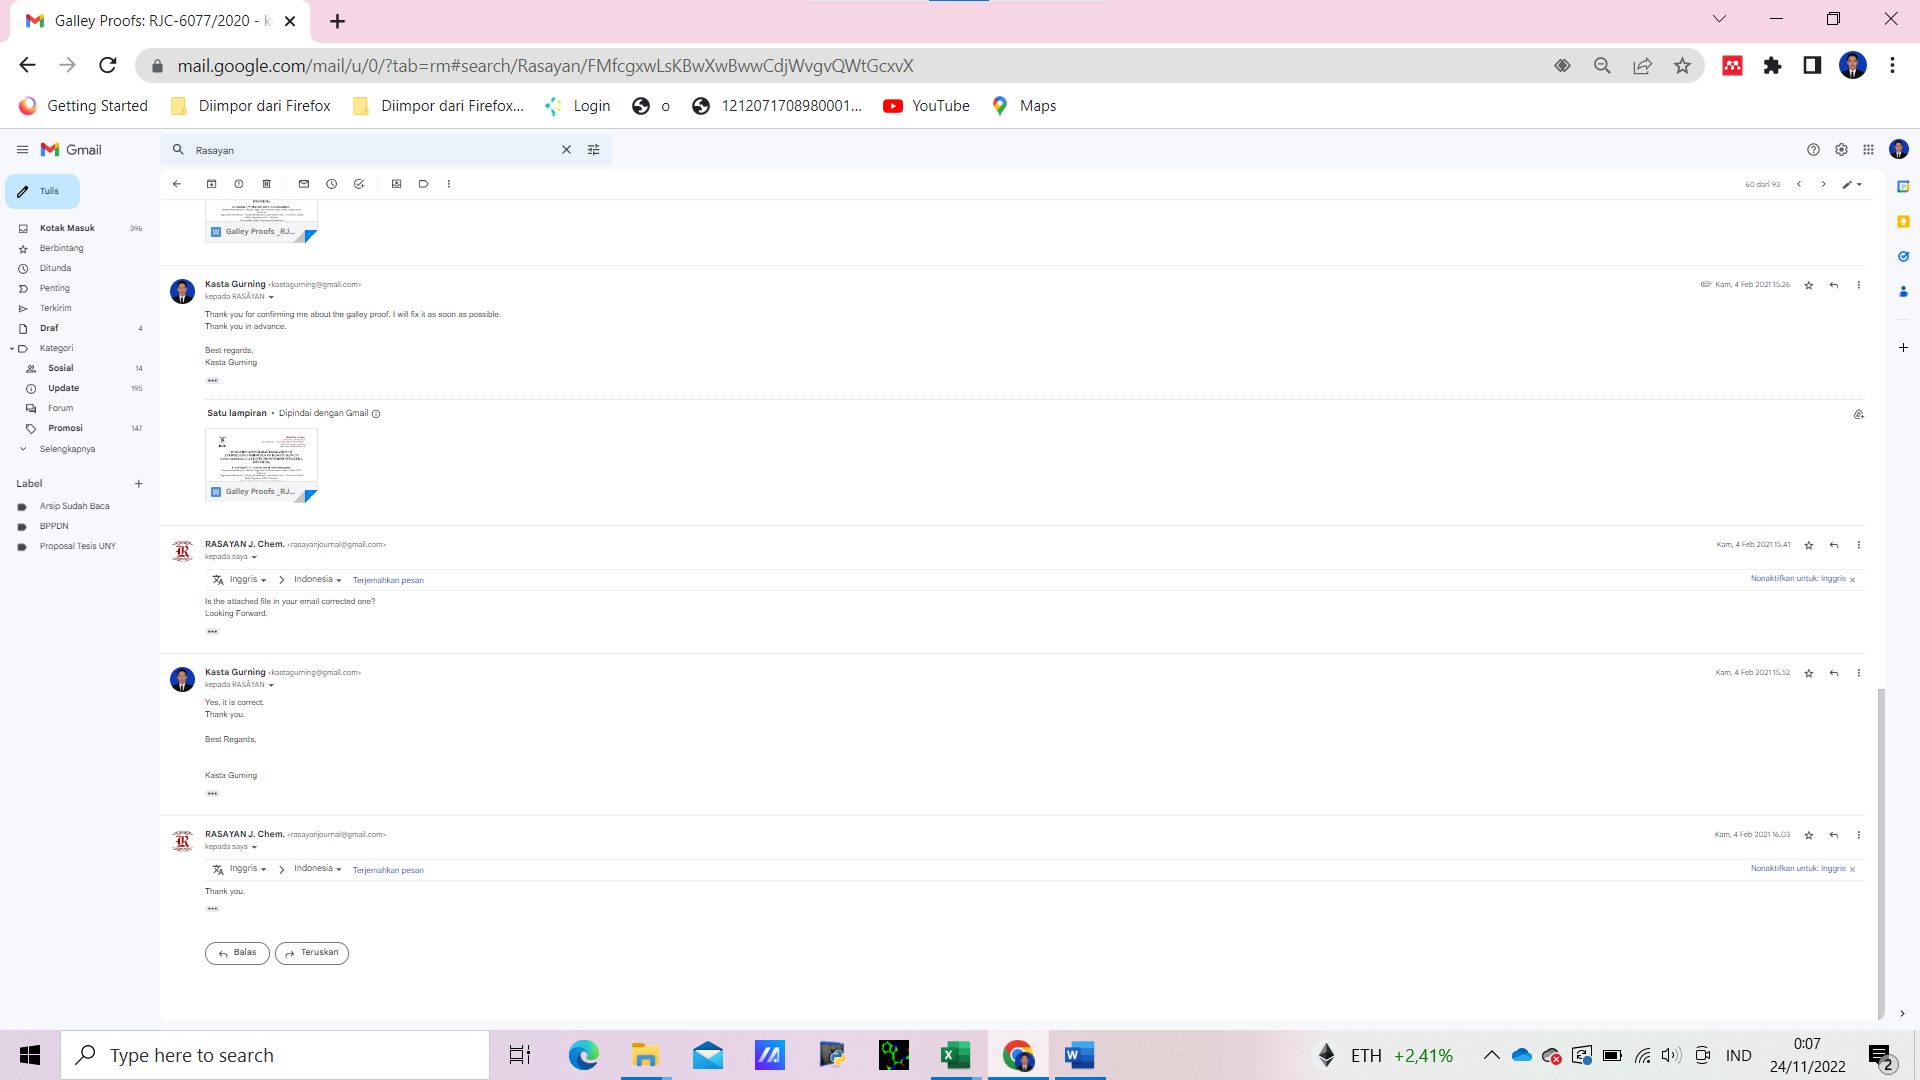 Galley Proofs: RJC-6077/2020 - k
mail.google.com/mail/u/0/?tab=rm#search/Rasayan/FMfcgxwLsKBwXwBwwCdjWvgvQWtGcxvX
Getting Started
Diimpor dari Firefox
Diimpor dari Firefox...
Login
o
1212071708980001...
YouTube
Maps
Gmail
Rasayan
Tulis
60 dari 93
Kotak Masuk 396
Berbintang
Ditunda
Penting
Terkirim
Draf 4
Kategori
Sosial 14
Update 195
Forum
Promosi 147
Selengkapnya
Label
Arsip Sudah Baca
BPPDN
Proposal Tesis UNY
INDONESIA
Galley Proofs _RJ...
Kasta Gurning <kastagurning@gmail.com>
Kam, 4 Feb 2021 15.26
kepada RASĀYAN
Thank you for confirming me about the galley proof. I will fix it as soon as possible.
Thank you in advance.
Best regards,
Kasta Gurning
Satu lampiran • Dipindai dengan Gmail
Galley Proofs _RJ...
RASAYAN J. Chem. <rasayanjournal@gmail.com>
Kam, 4 Feb 2021 15.41
kepada saya
Inggris > Indonesia Terjemahkan pesan
Nonaktifkan untuk: Inggris x
Is the attached file in your email corrected one?
Looking Forward.
Kasta Gurning <kastagurning@gmail.com>
Kam, 4 Feb 2021 15.52
kepada RASĀYAN
Yes, it is correct.
Thank you.
Best Regards,
Kasta Gurning
RASAYAN J. Chem. <rasayanjournal@gmail.com>
Kam, 4 Feb 2021 16.03
kepada saya
Inggris > Indonesia Terjemahkan pesan
Nonaktifkan untuk: Inggris x
Thank you.
Balas
Teruskan
Type here to search
ETH +2,41%
IND
0:07
24/11/2022
2